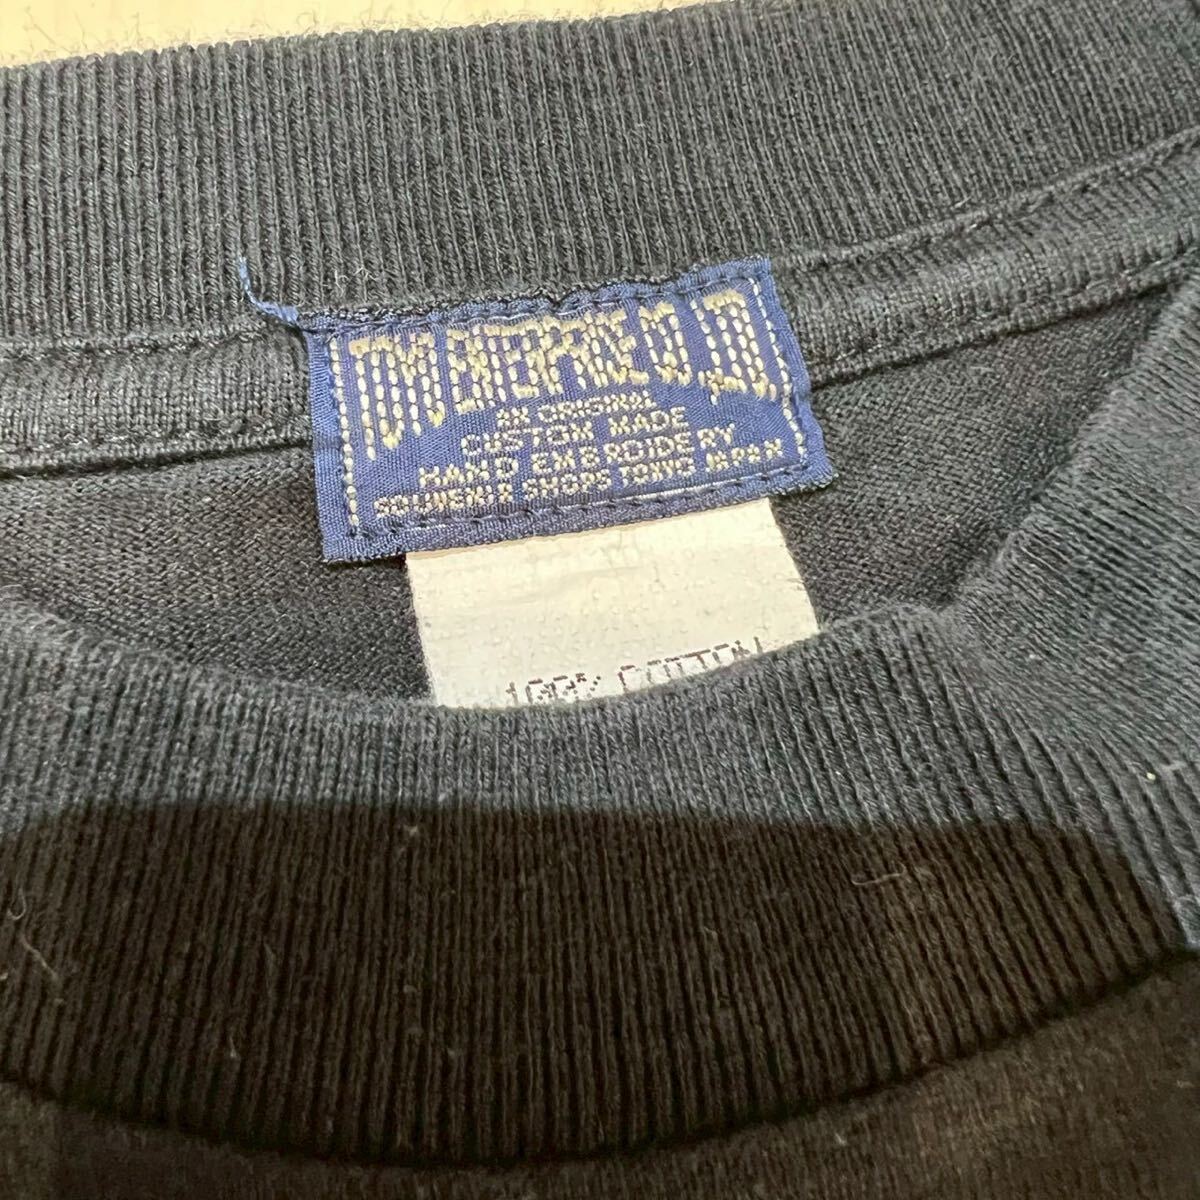 TOYO ENTERPRISE CO.,LTD.
AN ORIGINAL
CUSTOM MADE
HAND EMBROIDERY
SOUVENIR SHOPS TOKYO JAPAN
100% COTTON